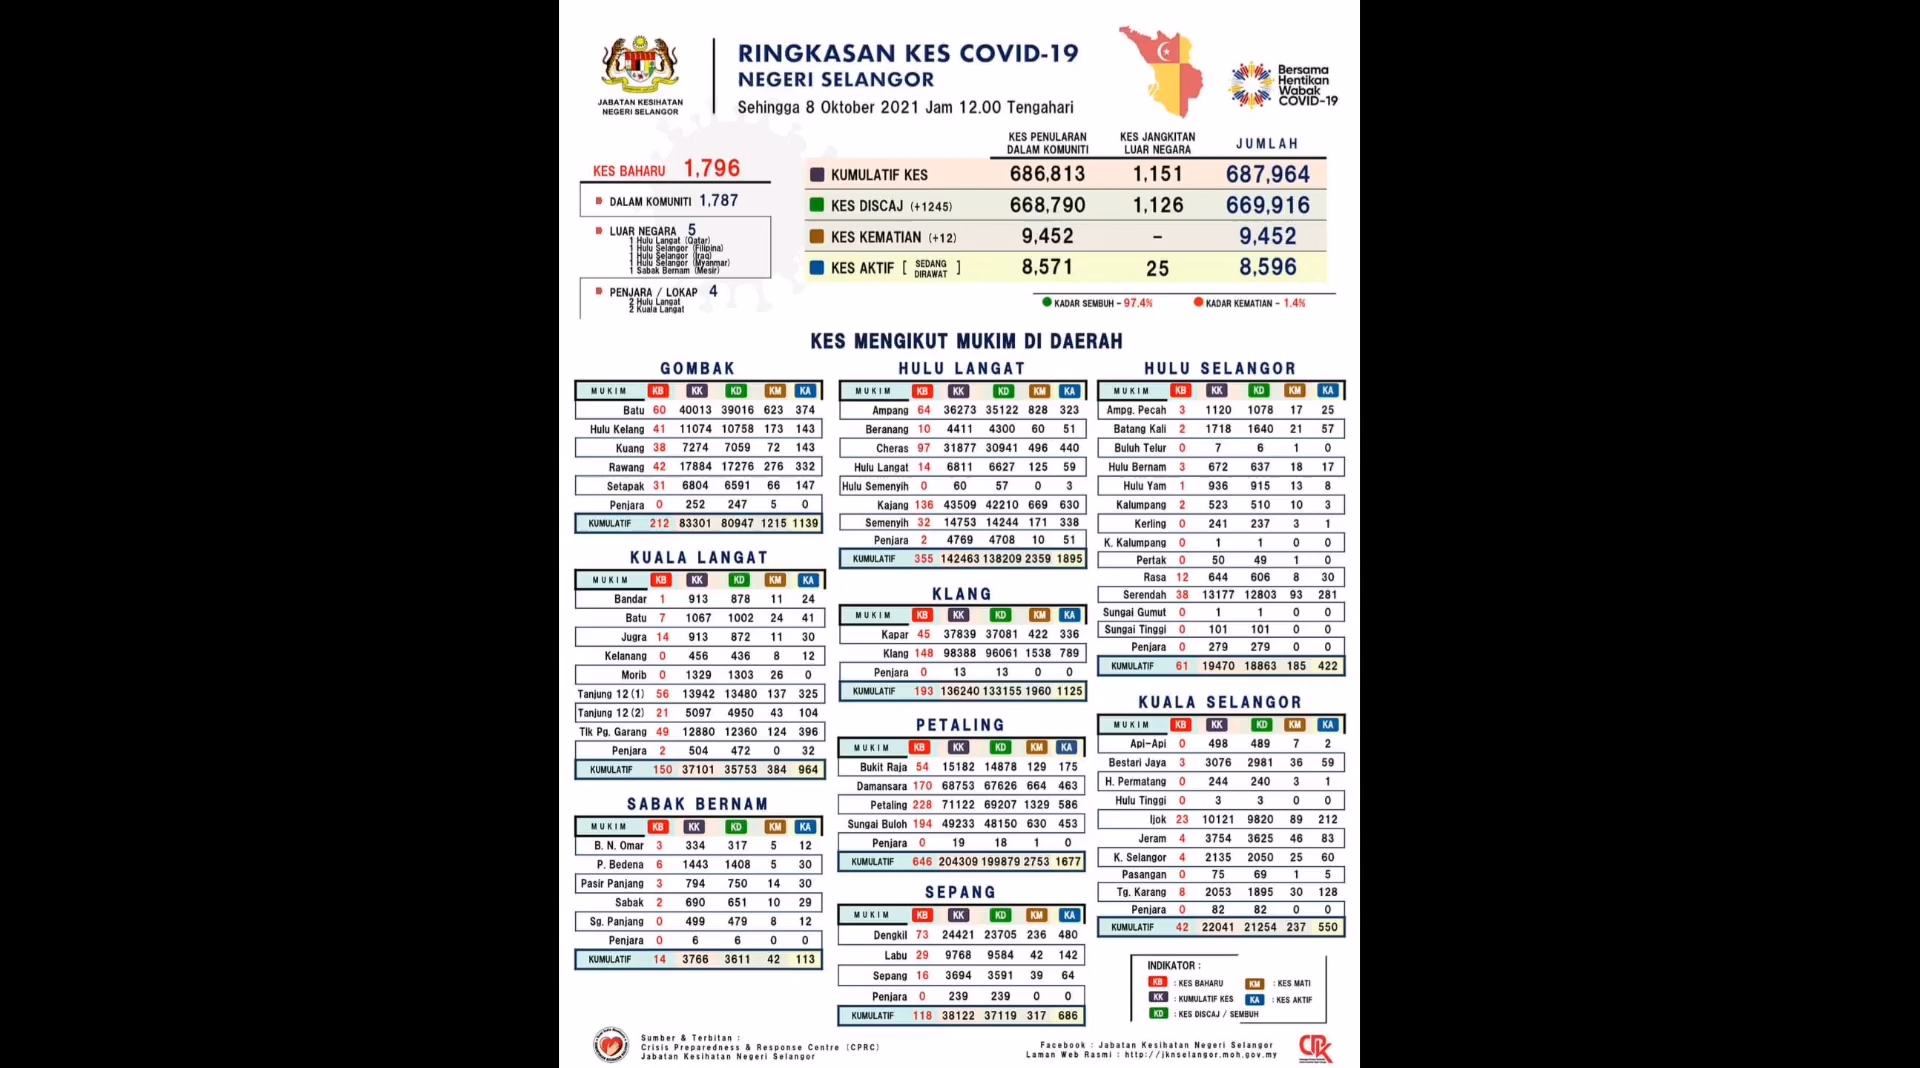 JABATAN KESIHATAN
NEGERI SELANGOR
RINGKASAN KES COVID-19
NEGERI SELANGOR
Sehingga 8 Oktober 2021 Jam 12.00 Tengahari
Bersama
Hentikan
Wabak
COVID-19
KES BAHARU 1,796
DALAM KOMUNITI 1,787
LUAR NEGARA 5
1 Hulu Langat (Qatar)
1 Hulu Selangor (Filipina)
1 Hulu Selangor (Iraq)
1 Hulu Selangor (Myanmar)
1 Sabak Bernam (Mesir)
PENJARA / LOKAP 4
2 Hulu Langat
2 Kuala Langat
KES PENULARAN DALAM KOMUNITI KES JANGKITAN LUAR NEGARA JUMLAH
KUMULATIF KES 686,813 1,151 687,964
KES DISCAJ (+1245) 668,790 1,126 669,916
KES KEMATIAN (+12) 9,452 – 9,452
KES AKTIF [ SEDANG DIRAWAT ] 8,571 25 8,596
KADAR SEMBUH - 97.4% KADAR KEMATIAN - 1.4%
KES MENGIKUT MUKIM DI DAERAH
GOMBAK
MUKIM KB KK KD KM KA
Batu 60 40013 39016 623 374
Hulu Kelang 41 11074 10758 173 143
Kuang 38 7274 7059 72 143
Rawang 42 17884 17276 276 332
Setapak 31 6804 6591 66 147
Penjara 0 252 247 5 0
KUMULATIF 212 83301 80947 1215 1139
KUALA LANGAT
MUKIM KB KK KD KM KA
Bandar 1 913 878 11 24
Batu 7 1067 1002 24 41
Jugra 14 913 872 11 30
Kelanang 0 456 436 8 12
Morib 0 1329 1303 26 0
Tanjung 12 (1) 56 13942 13480 137 325
Tanjung 12 (2) 21 5097 4950 43 104
Tlk Pg. Garang 49 12880 12360 124 396
Penjara 2 504 472 0 32
KUMULATIF 150 37101 35753 384 964
SABAK BERNAM
MUKIM KB KK KD KM KA
B. N. Omar 3 334 317 5 12
P. Bedena 6 1443 1408 5 30
Pasir Panjang 3 794 750 14 30
Sabak 2 690 651 10 29
Sg. Panjang 0 499 479 8 12
Penjara 0 6 6 0 0
KUMULATIF 14 3766 3611 42 113
HULU LANGAT
MUKIM KB KK KD KM KA
Ampang 64 36273 35122 828 323
Beranang 10 4411 4300 60 51
Cheras 97 31877 30941 496 440
Hulu Langat 14 6811 6627 125 59
Hulu Semenyih 0 60 57 0 3
Kajang 136 43509 42210 669 630
Semenyih 32 14753 14244 171 338
Penjara 2 4769 4708 10 51
KUMULATIF 355 142463 138209 2359 1895
KLANG
MUKIM KB KK KD KM KA
Kapar 45 37839 37081 422 336
Klang 148 98388 96061 1538 789
Penjara 0 13 13 0 0
KUMULATIF 193 136240 133155 1960 1125
PETALING
MUKIM KB KK KD KM KA
Bukit Raja 54 15182 14878 129 175
Damansara 170 68753 67626 664 463
Petaling 228 71122 69207 1329 586
Sungai Buloh 194 49233 48150 630 453
Penjara 0 19 18 1 0
KUMULATIF 646 204309 199879 2753 1677
SEPANG
MUKIM KB KK KD KM KA
Dengkil 73 24421 23705 236 480
Labu 29 9768 9584 42 142
Sepang 16 3694 3591 39 64
Penjara 0 239 239 0 0
KUMULATIF 118 38122 37119 317 686
HULU SELANGOR
MUKIM KB KK KD KM KA
Ampg. Pecah 3 1120 1078 17 25
Batang Kali 2 1718 1640 21 57
Buluh Telur 0 7 6 1 0
Hulu Bernam 3 672 637 18 17
Hulu Yam 1 936 915 13 8
Kalumpang 2 523 510 10 3
Kerling 0 241 237 3 1
K. Kalumpang 0 1 1 0 0
Pertak 0 50 49 1 0
Rasa 12 644 606 8 30
Serendah 38 13177 12803 93 281
Sungai Gumut 0 1 1 0 0
Sungai Tinggi 0 101 101 0 0
Penjara 0 279 279 0 0
KUMULATIF 61 19470 18863 185 422
KUALA SELANGOR
MUKIM KB KK KD KM KA
Api-Api 0 498 489 7 2
Bestari Jaya 3 3076 2981 36 59
H. Permatang 0 244 240 3 1
Hulu Tinggi 0 3 3 0 0
Ijok 23 10121 9820 89 212
Jeram 4 3754 3625 46 83
K. Selangor 4 2135 2050 25 60
Pasangan 0 75 69 1 5
Tg. Karang 8 2053 1895 30 128
Penjara 0 82 82 0 0
KUMULATIF 42 22041 21254 237 550
INDIKATOR :
KB : KES BAHARU KM : KES MATI
KK : KUMULATIF KES KA : KES AKTIF
KD : KES DISCAJ / SEMBUH
Sumber & Terbitan :
Crisis Preparedness & Response Centre (CPRC)
Jabatan Kesihatan Negeri Selangor
Facebook : Jabatan Kesihatan Negeri Selangor
Laman Web Rasmi : http://jknselangor.moh.gov.my